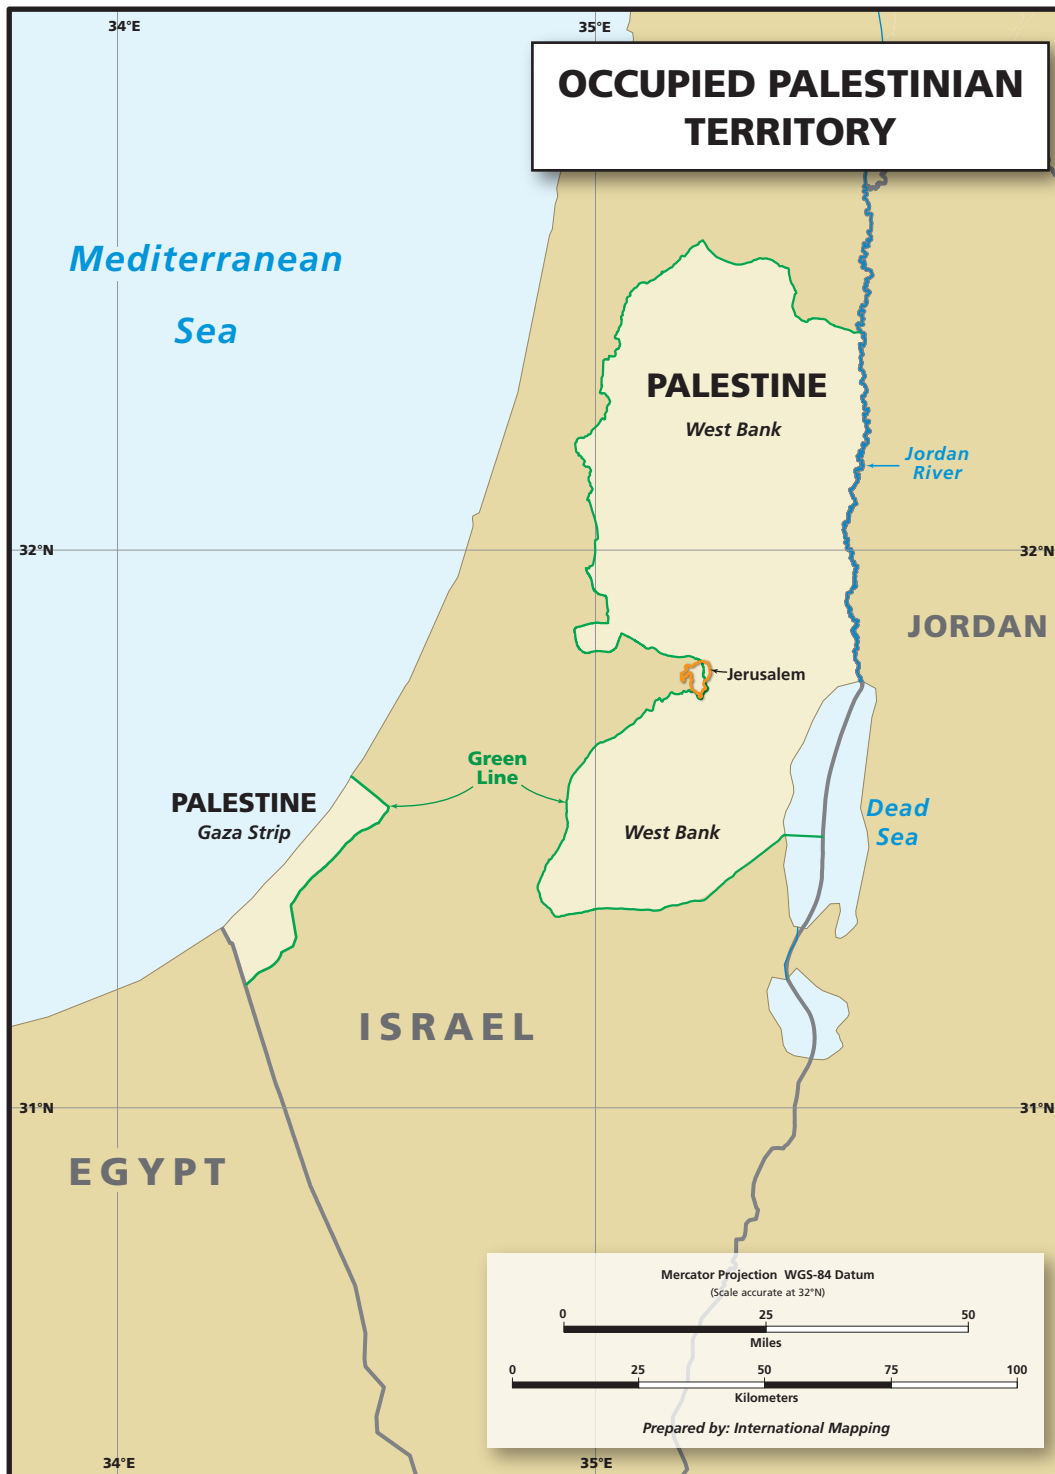 34°E
35°E
OCCUPIED PALESTINIAN
TERRITORY
Mediterranean
Sea
PALESTINE
West Bank
Jordan
River
32°N
32°N
JORDAN
Jerusalem
Green
Line
PALESTINE
Gaza Strip
West Bank
Dead
Sea
ISRAEL
31°N
31°N
EGYPT
Mercator Projection WGS-84 Datum
(Scale accurate at 32°N)
0 25 50
Miles
0 25 50 75 100
Kilometers
Prepared by: International Mapping
34°E
35°E